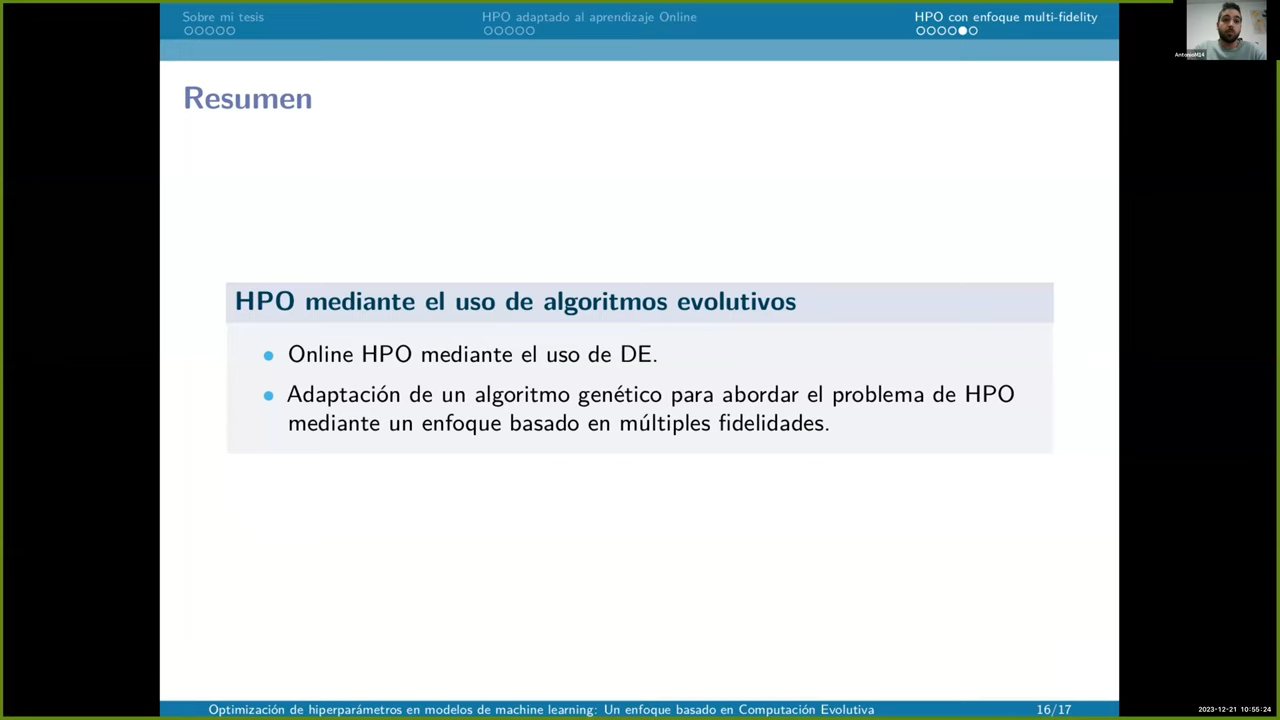 Sobre mi tesis
HPO adaptado al aprendizaje Online
HPO con enfoque multi-fidelity
AntonioM14
Resumen
HPO mediante el uso de algoritmos evolutivos
Online HPO mediante el uso de DE.
Adaptación de un algoritmo genético para abordar el problema de HPO
mediante un enfoque basado en múltiples fidelidades.
Optimización de hiperparámetros en modelos de machine learning: Un enfoque basado en Computación Evolutiva
16/17
2023-12-21 10:55:24